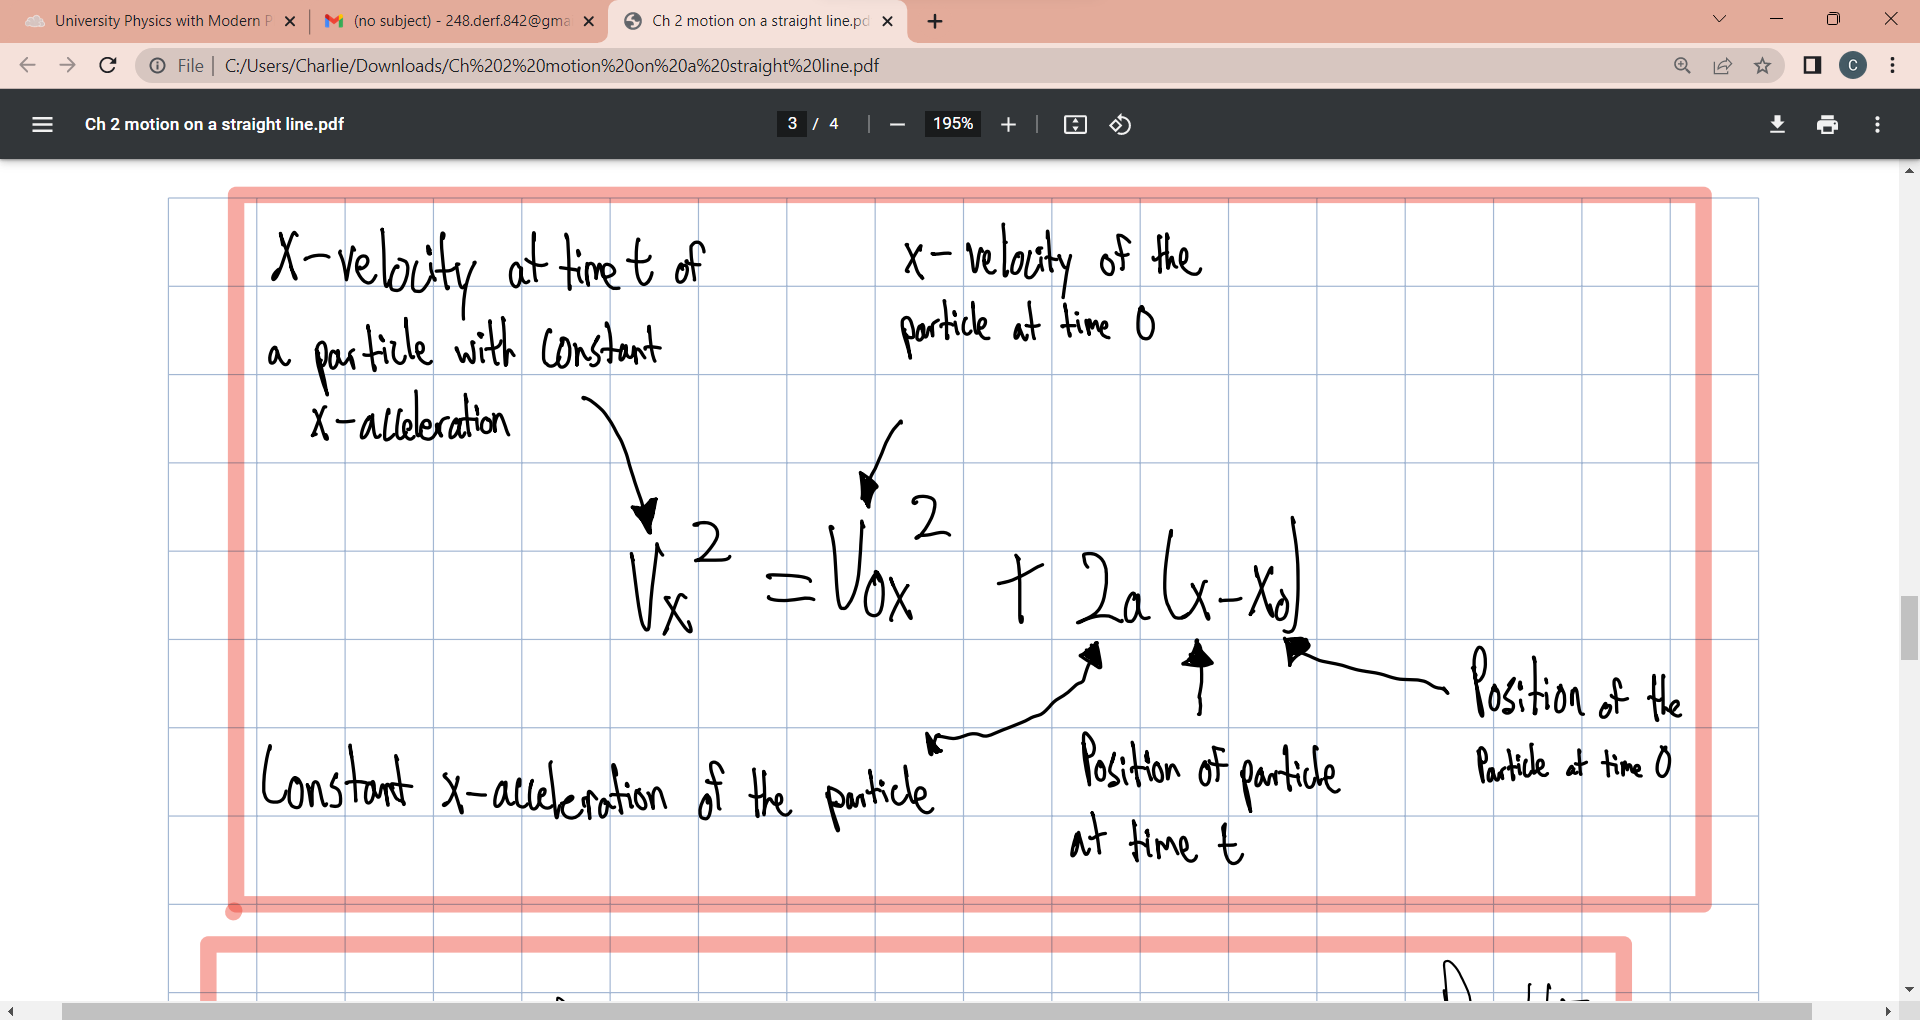 University Physics with Modern P
(no subject) - 248.derf.842@gma
Ch 2 motion on a straight line.pd
File
C:/Users/Charlie/Downloads/Ch%202%20motion%20on%20a%20straight%20line.pdf
C
Ch 2 motion on a straight line.pdf
3 / 4
195%
X-velocity at time t of
a particle with constant
X-acceleration
x-velocity of the
particle at time 0
Vx² = V0x² + 2a(x-x0)
Constant x-acceleration of the particle
Position of particle
at time t
Position of the
Particle at time 0